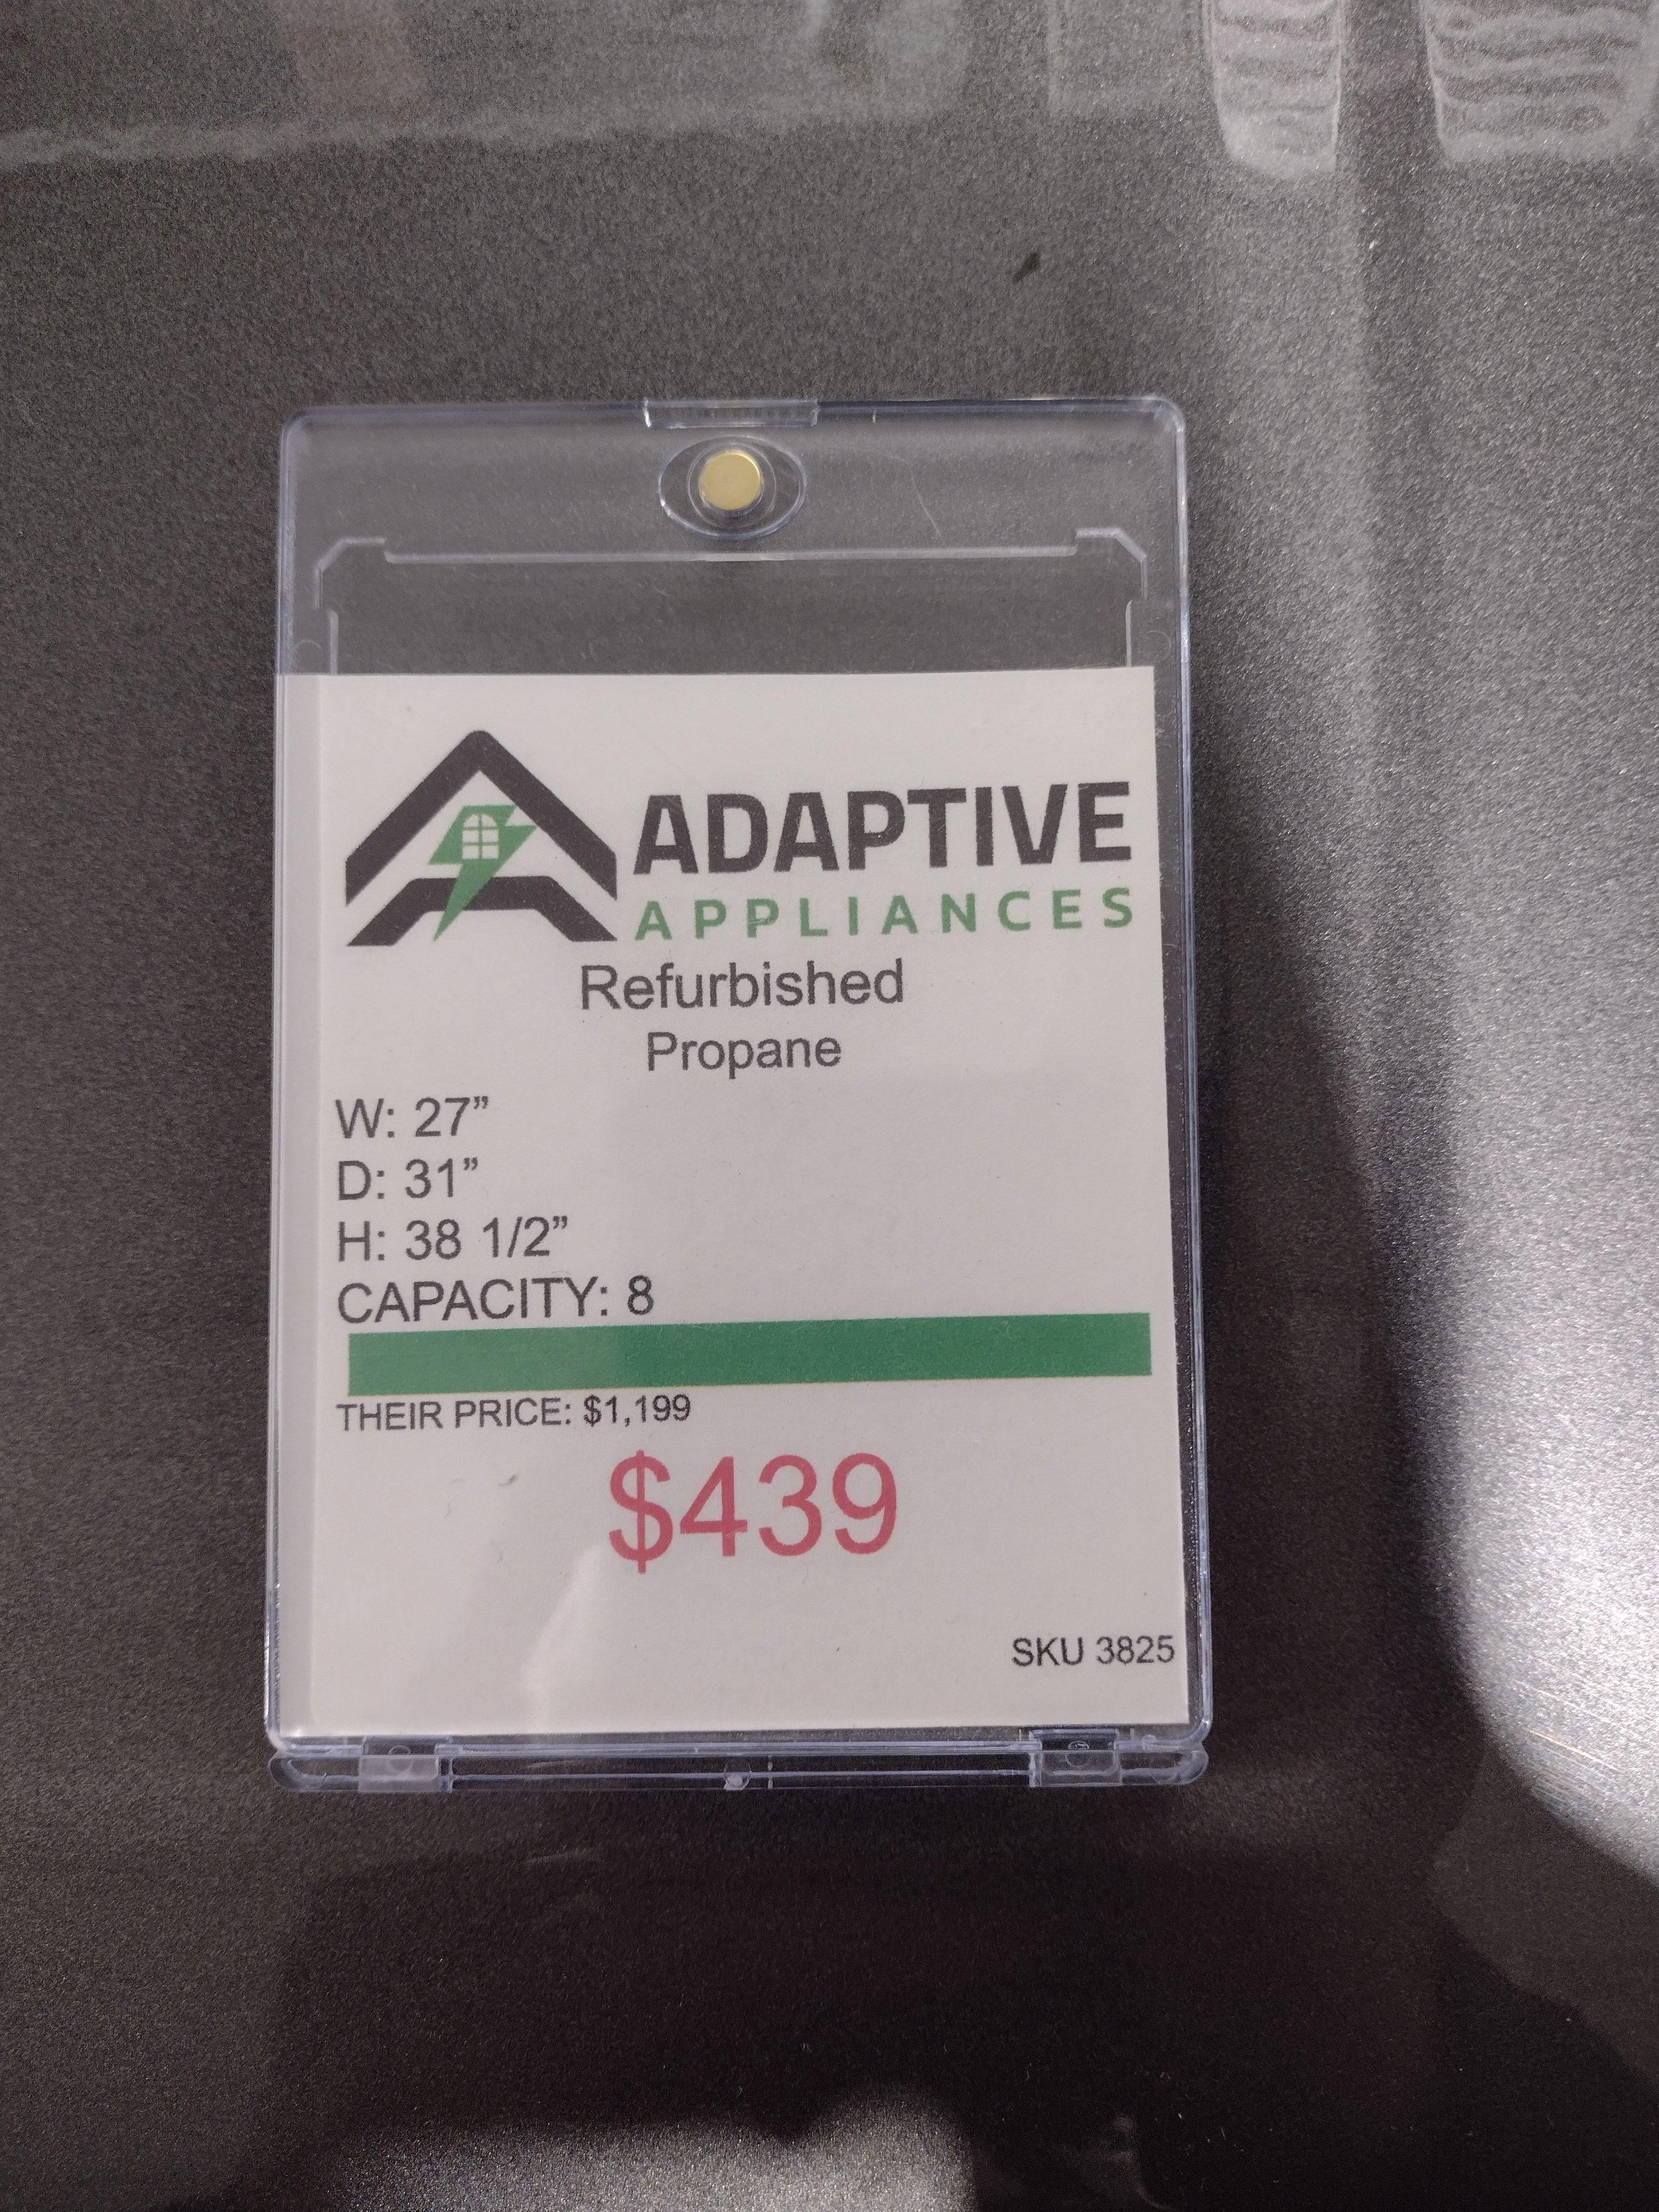 ADAPTIVE
APPLIANCES
Refurbished
Propane
W: 27”
D: 31”
H: 38 1/2”
CAPACITY: 8
THEIR PRICE: $1,199
$439
SKU 3825